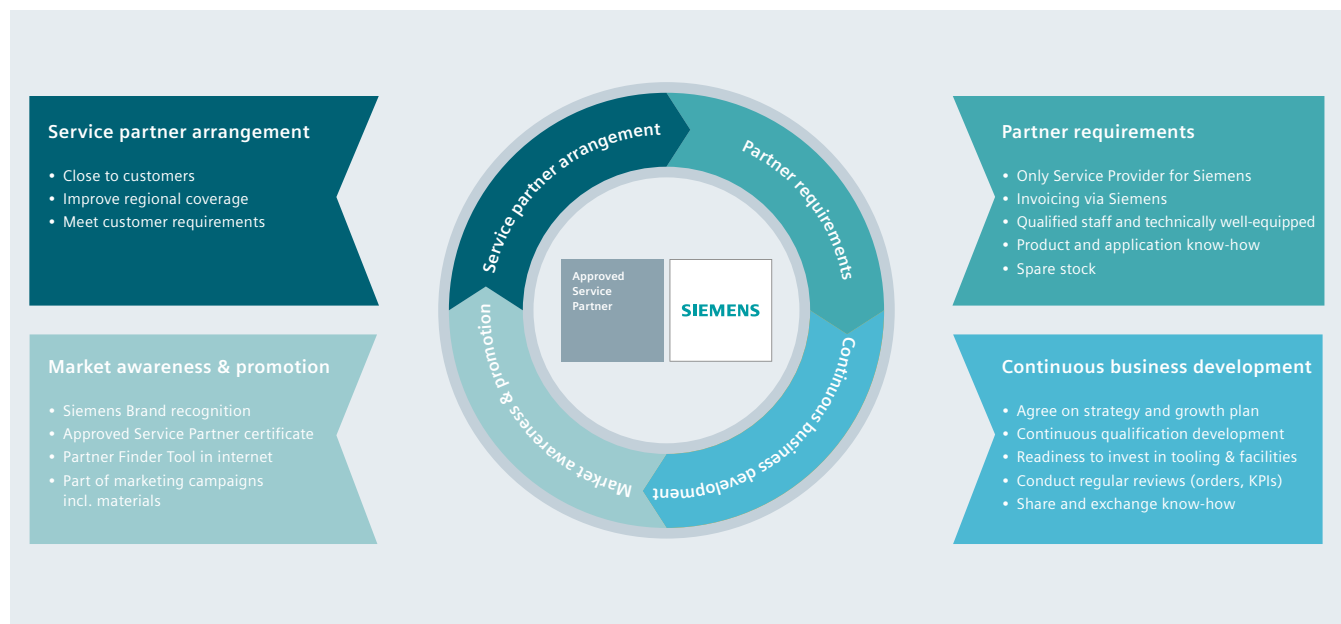 Service partner arrangement
• Close to customers
• Improve regional coverage
• Meet customer requirements
Market awareness & promotion
• Siemens Brand recognition
• Approved Service Partner certificate
• Partner Finder Tool in internet
• Part of marketing campaigns
incl. materials
Service partner arrangement
Partner requirements
Continuous business development
Market awareness & promotion
Approved
Service
Partner
SIEMENS
Partner requirements
• Only Service Provider for Siemens
• Invoicing via Siemens
• Qualified staff and technically well-equipped
• Product and application know-how
• Spare stock
Continuous business development
• Agree on strategy and growth plan
• Continuous qualification development
• Readiness to invest in tooling & facilities
• Conduct regular reviews (orders, KPIs)
• Share and exchange know-how